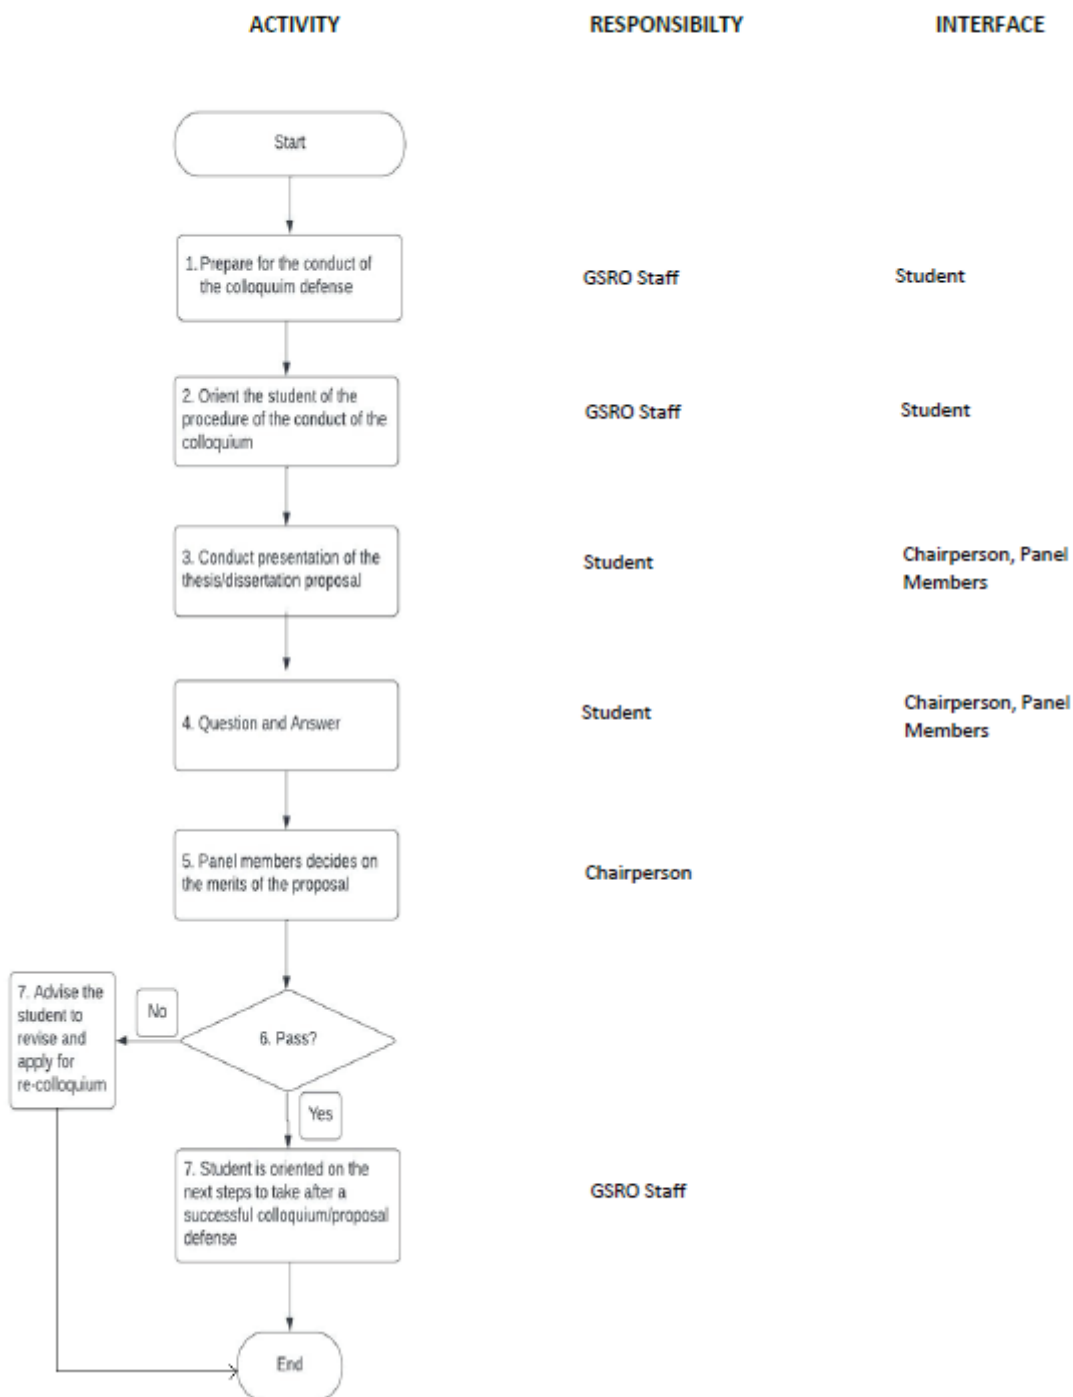 ACTIVITY RESPONSIBILTY INTERFACE
Start
1. Prepare for the conduct of
the colloquuim defense
GSRO Staff
Student
2. Orient the student of the
procedure of the conduct of the
colloquium
GSRO Staff
Student
3. Conduct presentation of the
thesis/dissertation proposal
Student
Chairperson, Panel
Members
4. Question and Answer
Student
Chairperson, Panel
Members
5. Panel members decides on
the merits of the proposal
Chairperson
6. Pass?
No
7. Advise the
student to
revise and
apply for
re-colloquium
Yes
7. Student is oriented on the
next steps to take after a
successful colloquium/proposal
defense
GSRO Staff
End